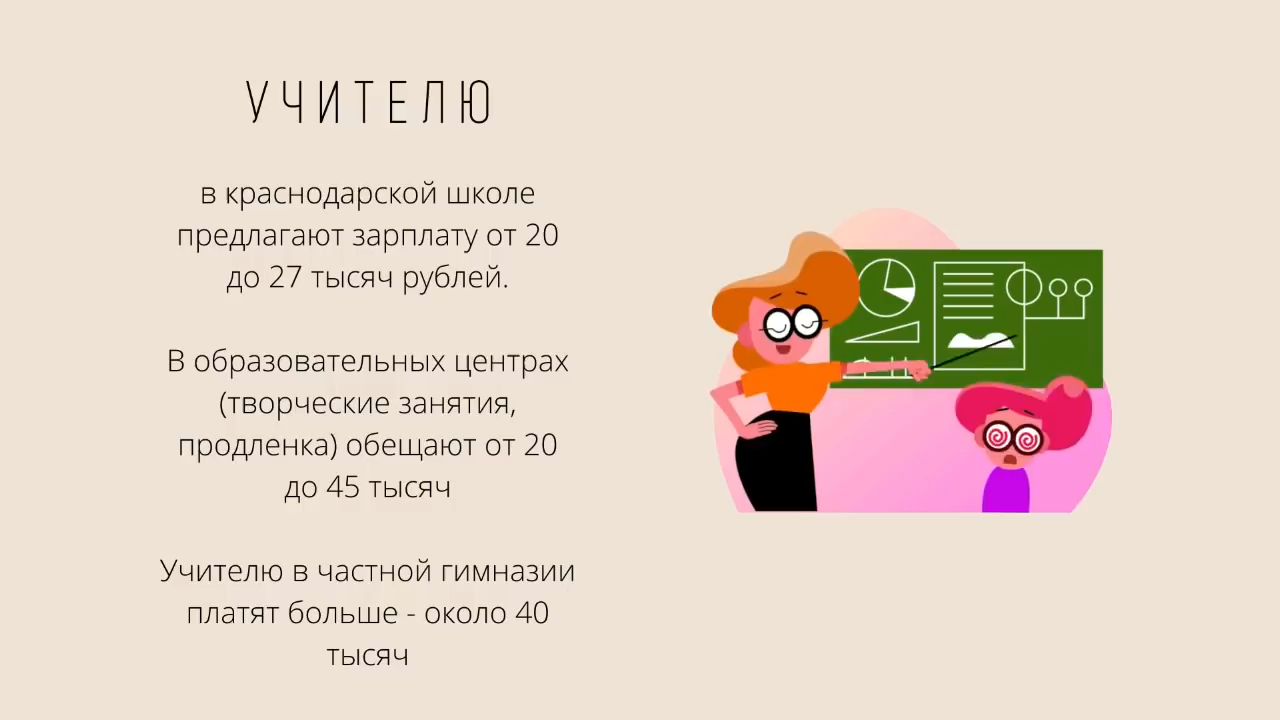 УЧИТЕЛЮ
в краснодарской школе
предлагают зарплату от 20
до 27 тысяч рублей.
В образовательных центрах
(творческие занятия,
продленка) обещают от 20
до 45 тысяч
Учителю в частной гимназии
платят больше - около 40
тысяч